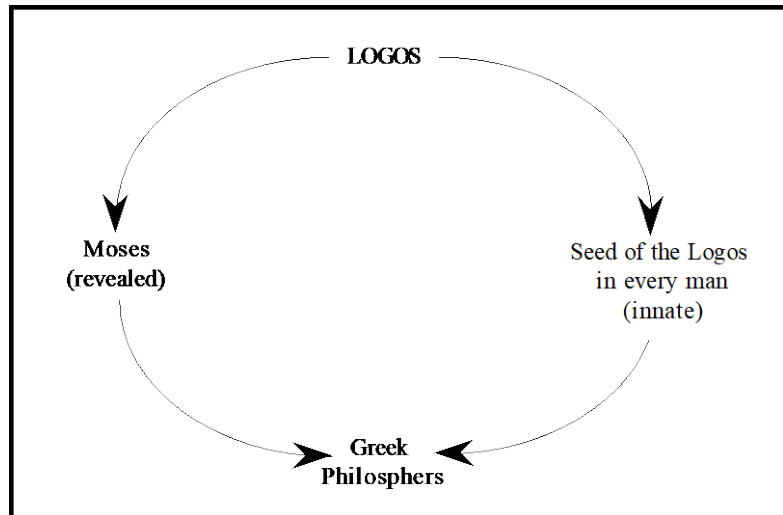 LOGOS
Moses
(revealed)
Seed of the Logos
in every man
(innate)
Greek
Philosphers